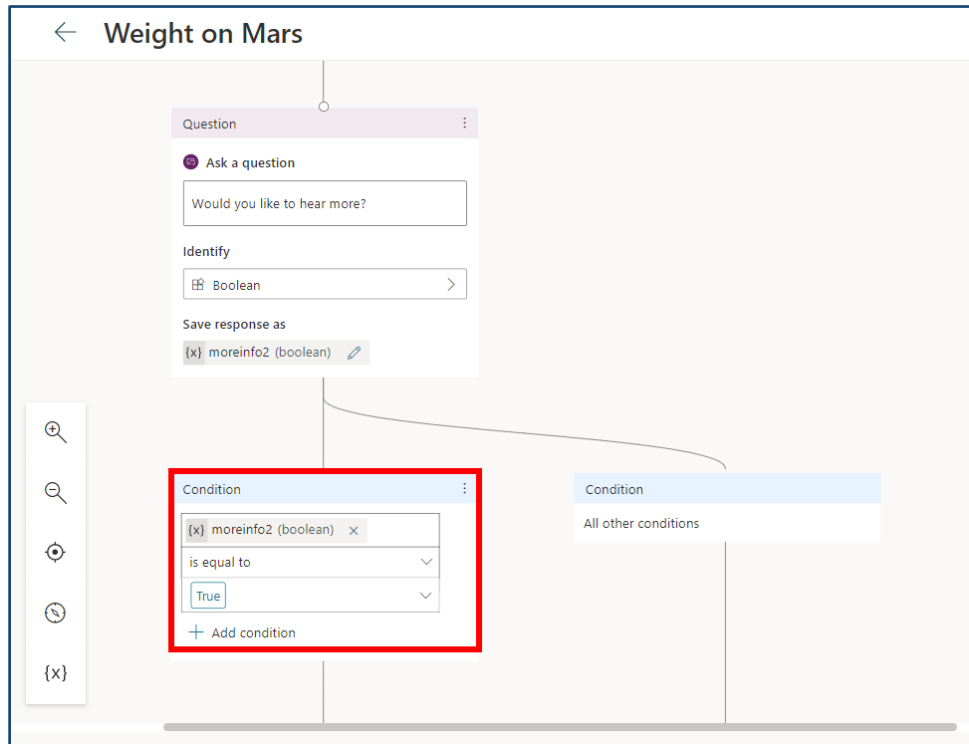 Weight on Mars
Question
Ask a question
Would you like to hear more?
Identify
Boolean
Save response as
{x} moreinfo2 (boolean)
Condition
{x} moreinfo2 (boolean) ×
is equal to
True
+ Add condition
Condition
All other conditions
{x}